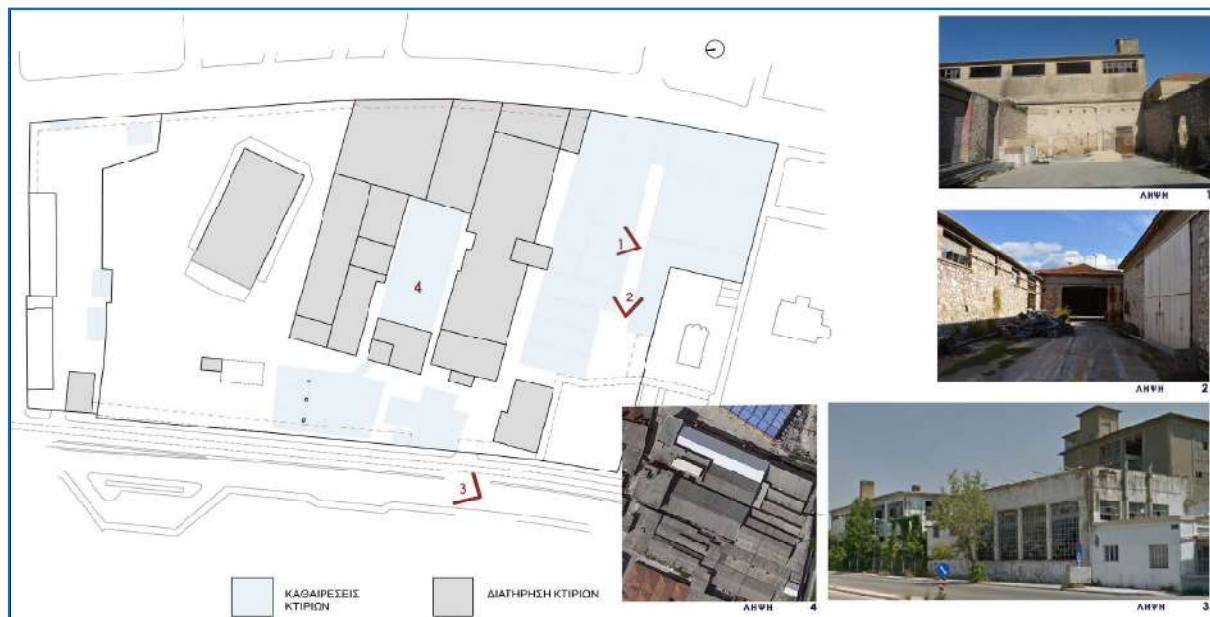 1
2
4
3
ΛΗΨΗ 1
ΛΗΨΗ 2
ΛΗΨΗ 4
ΛΗΨΗ 3
ΚΑΘΑΙΡΕΣΕΙΣ
ΚΤΙΡΙΩΝ
ΔΙΑΤΗΡΗΣΗ ΚΤΙΡΙΩΝ